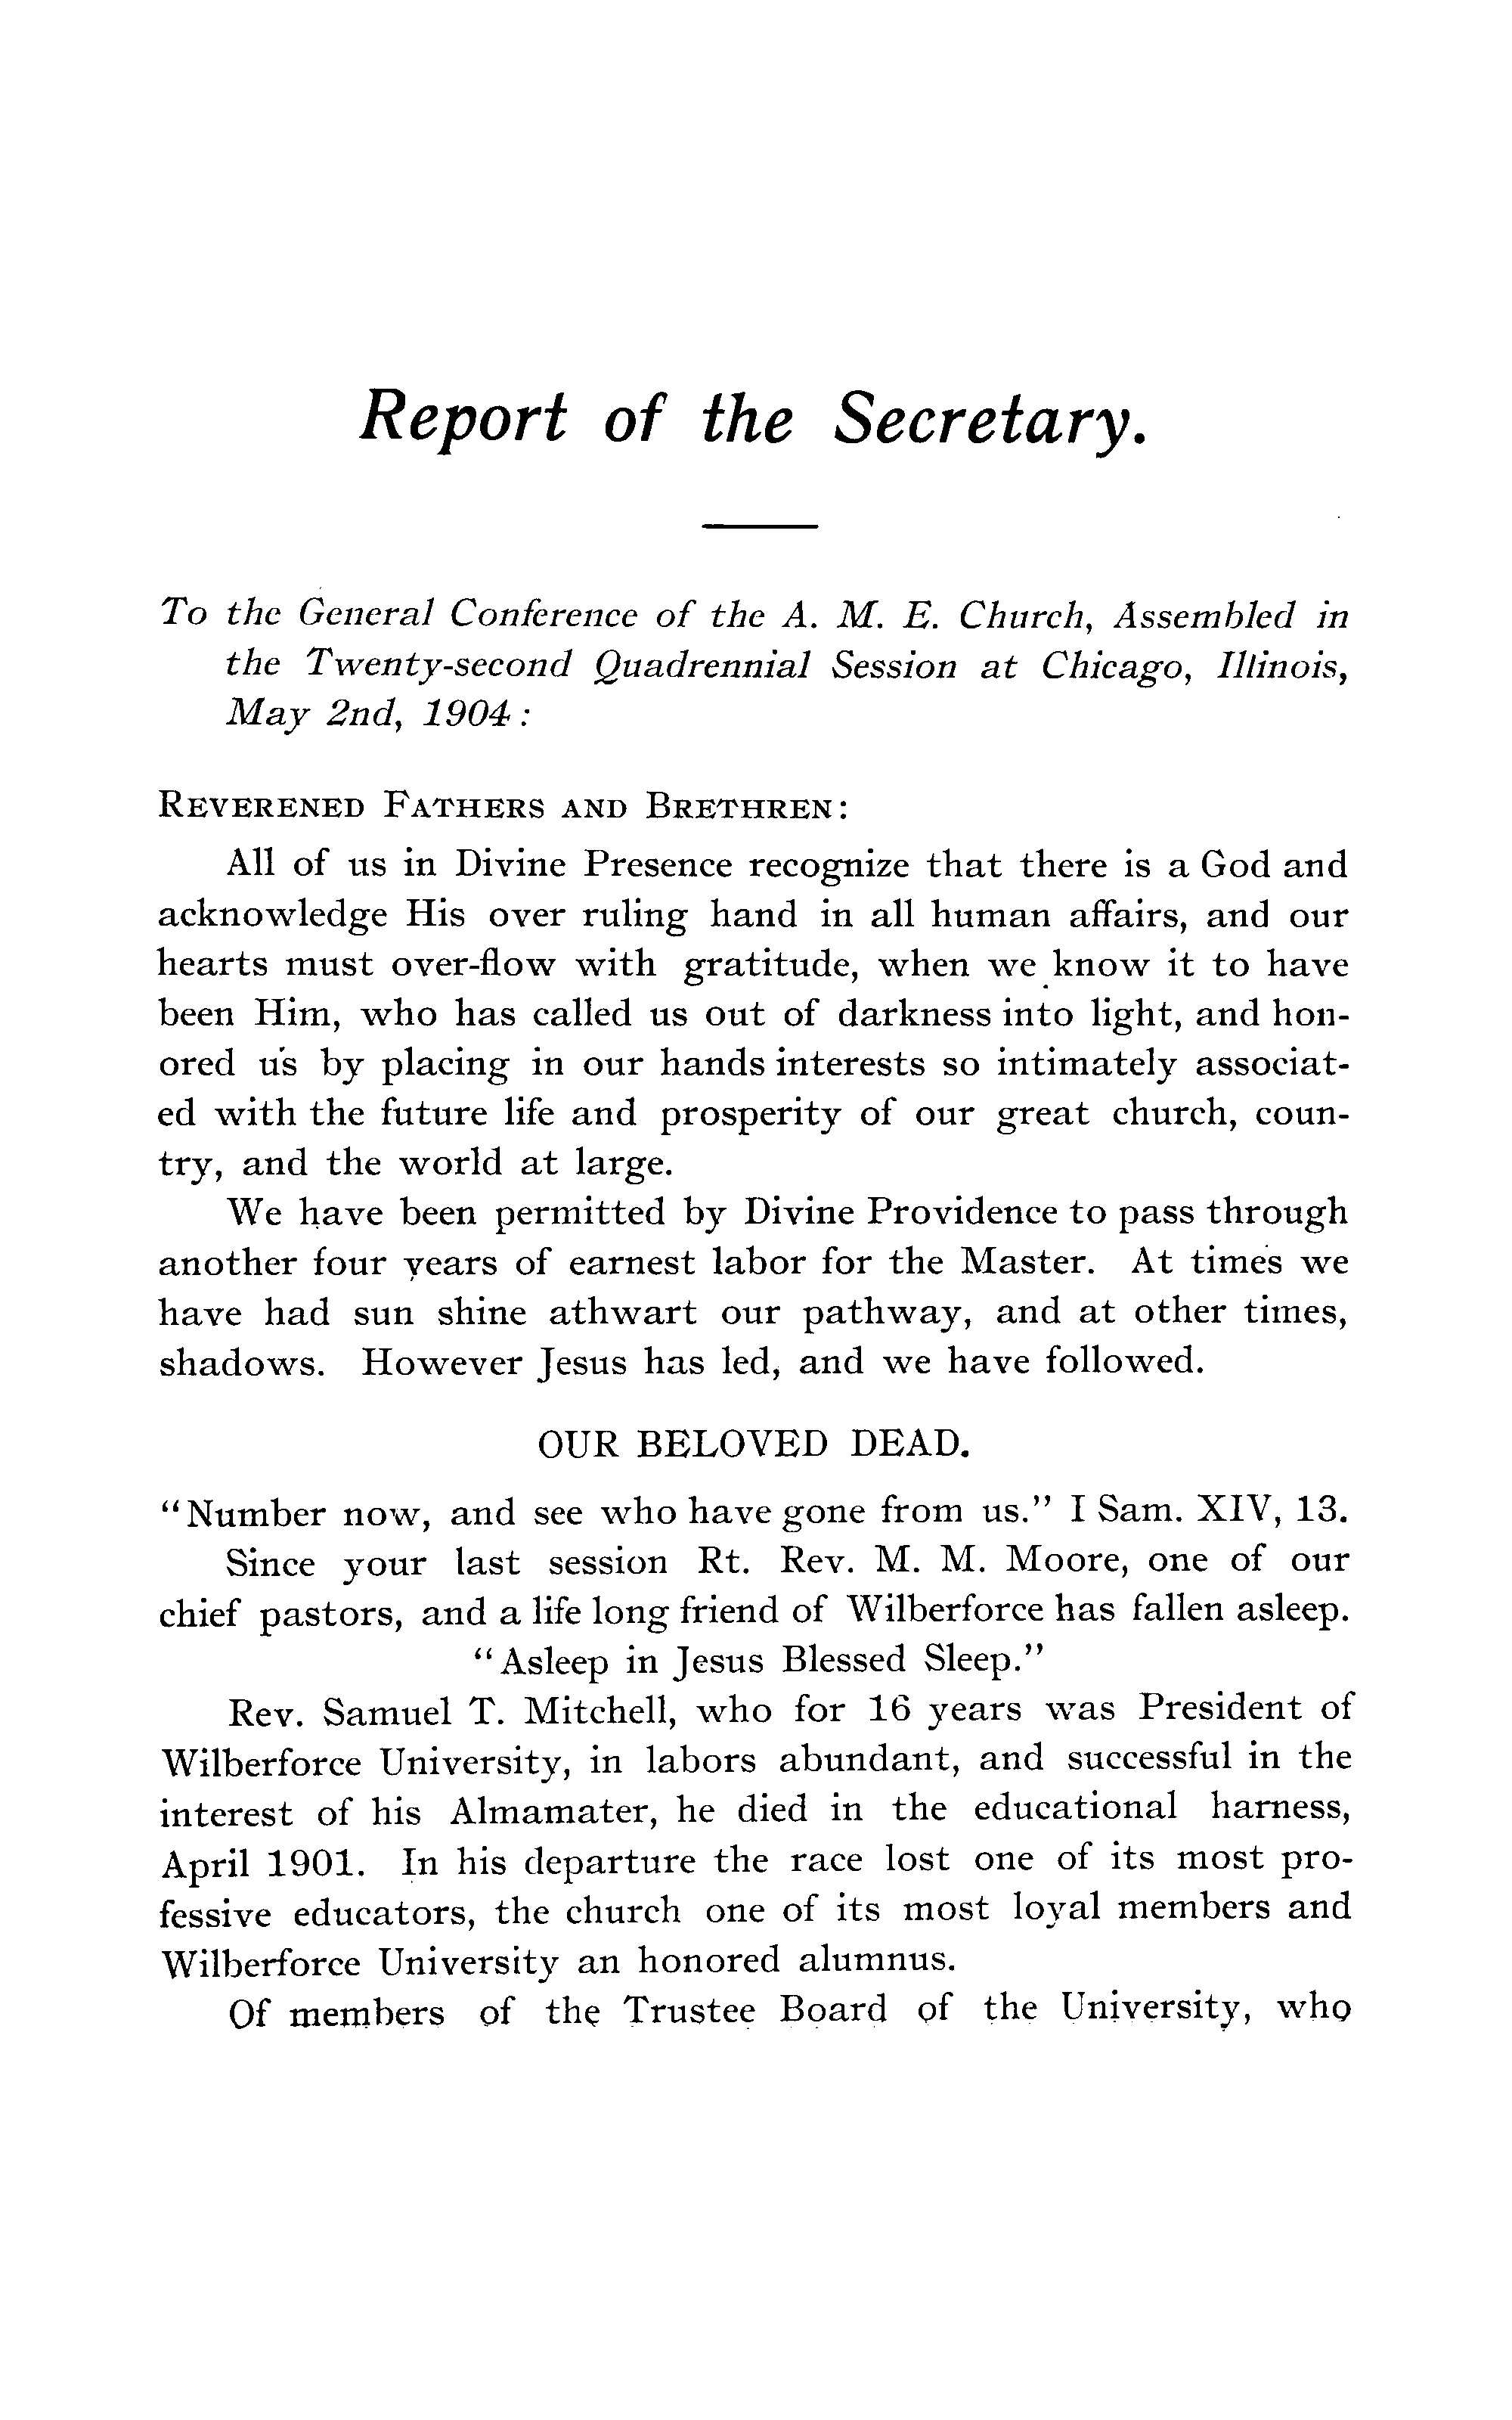 Report of the Secretary.
To the General Conference of the A. M. E. Church, Assembled in
the Twenty-second Quadrennial Session at Chicago, Illinois,
May 2nd, 1904:
REVERENED FATHERS AND BRETHREN:
All of us in Divine Presence recognize that there is a God and
acknowledge His over ruling hand in all human affairs, and our
hearts must over-flow with gratitude, when we know it to have
been Him, who has called us out of darkness into light, and hon-
ored us by placing in our hands interests so intimately associat-
ed with the future life and prosperity of our great church, coun-
try, and the world at large.
We have been permitted by Divine Providence to pass through
another four years of earnest labor for the Master. At times we
have had sun shine athwart our pathway, and at other times,
shadows. However Jesus has led, and we have followed.
OUR BELOVED DEAD.
"Number now, and see who have gone from us." I Sam. XIV, 13.
Since your last session Rt. Rev. M. M. Moore, one of our
chief pastors, and a life long friend of Wilberforce has fallen asleep.
"Asleep in Jesus Blessed Sleep."
Rev. Samuel T. Mitchell, who for 16 years was President of
Wilberforce University, in labors abundant, and successful in the
interest of his Almamater, he died in the educational harness,
April 1901. In his departure the race lost one of its most pro-
fessive educators, the church one of its most loyal members and
Wilberforce University an honored alumnus.
Of members of the Trustee Board of the University, who